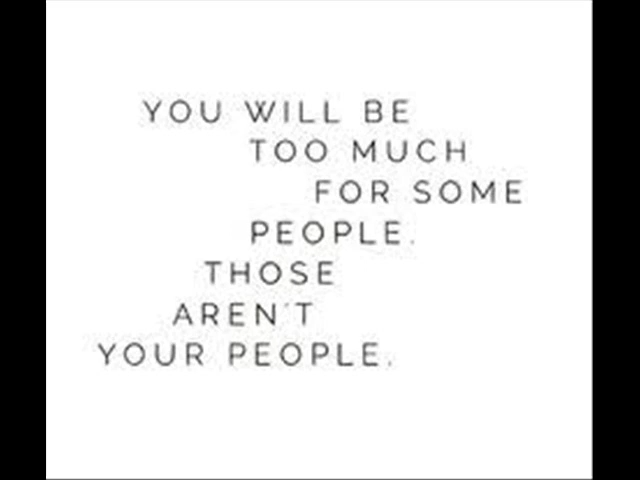 YOU WILL BE
TOO MUCH
FOR SOME
PEOPLE.
THOSE
AREN'T
YOUR PEOPLE.